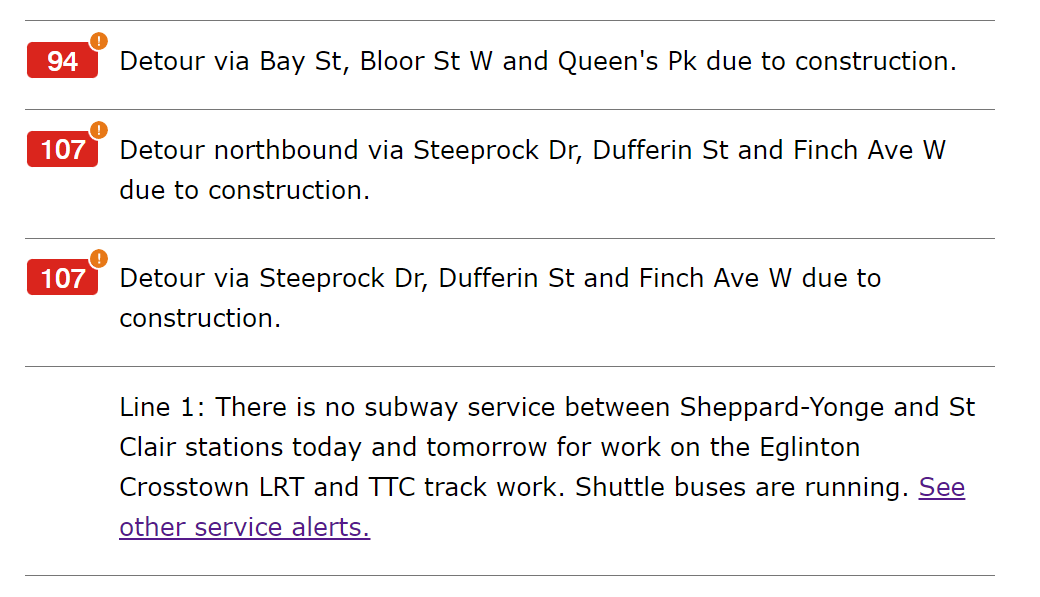 94 ! Detour via Bay St, Bloor St W and Queen's Pk due to construction.
107 ! Detour northbound via Steeprock Dr, Dufferin St and Finch Ave W
due to construction.
107 ! Detour via Steeprock Dr, Dufferin St and Finch Ave W due to
construction.
Line 1: There is no subway service between Sheppard-Yonge and St
Clair stations today and tomorrow for work on the Eglinton
Crosstown LRT and TTC track work. Shuttle buses are running. See
other service alerts.